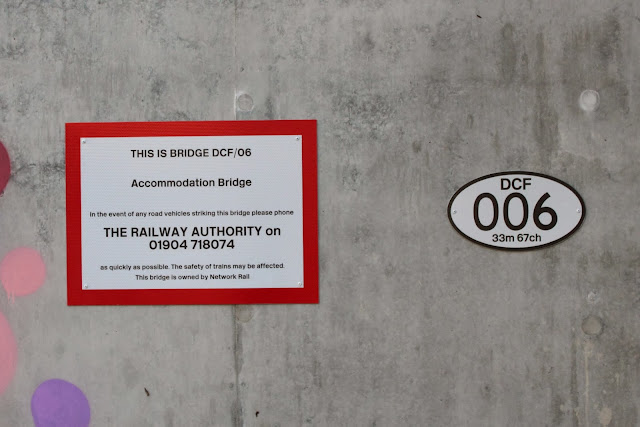 THIS IS BRIDGE DCF/06
Accommodation Bridge
in the event of any road vehicles striking this bridge please phone
THE RAILWAY AUTHORITY on
01904 718074
as quickly as possible. The safety of trains may be affected.
This bridge is owned by Network Rail
DCF
006
33m 67ch